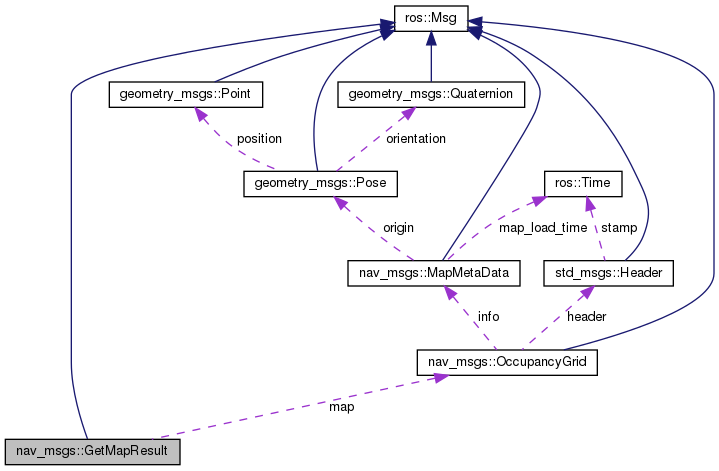 ros::Msg
geometry_msgs::Point
geometry_msgs::Quaternion
position
orientation
geometry_msgs::Pose
ros::Time
origin
map_load_time
stamp
nav_msgs::MapMetaData
std_msgs::Header
info
header
nav_msgs::OccupancyGrid
map
nav_msgs::GetMapResult